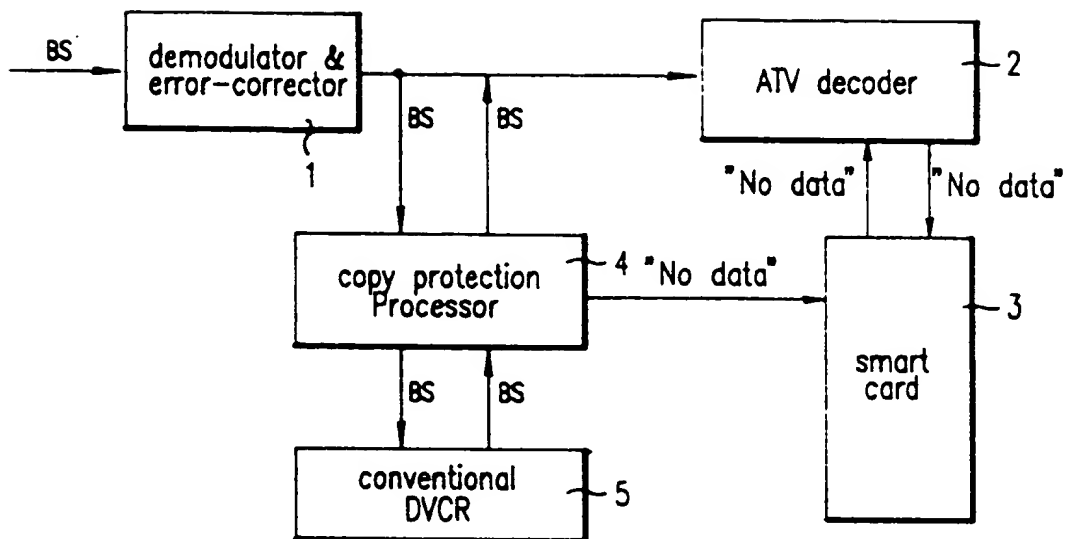 BS
demodulator &
error-corrector
1
BS
BS
ATV decoder
2
"No data"
"No data"
copy protection
Processor
4
"No data"
smart
card
3
BS
BS
conventional
DVCR
5